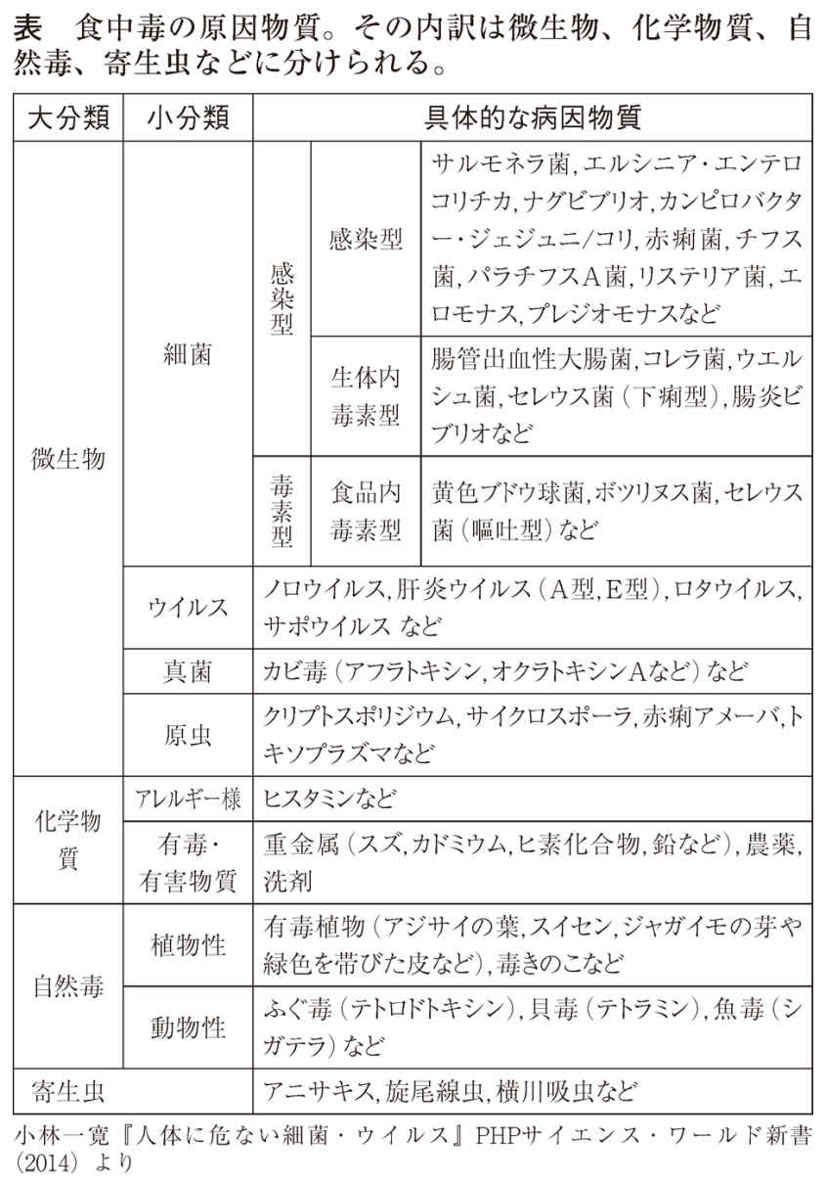 表　食中毒の原因物質。その内訳は微生物、化学物質、自
然毒、寄生虫などに分けられる。
大分類
小分類
具体的な病因物質
微生物
細菌
感染型
感染型
サルモネラ菌,エルシニア・エンテロ
コリチカ,ナグビブリオ,カンピロバクタ
ー・ジェジュニ/コリ,赤痢菌,チフス
菌,パラチフスA菌,リステリア菌,エ
ロモナス,プレジオモナスなど
生体内
毒素型
腸管出血性大腸菌,コレラ菌,ウエル
シュ菌,セレウス菌(下痢型),腸炎ビ
ブリオなど
毒素型
食品内
毒素型
黄色ブドウ球菌,ボツリヌス菌,セレウス
菌(嘔吐型)など
ウイルス
ノロウイルス,肝炎ウイルス(A型,E型),ロタウイルス,
サポウイルス など
真菌
カビ毒(アフラトキシン,オクラトキシンAなど)など
原虫
クリプトスポリジウム,サイクロスポーラ,赤痢アメーバ,ト
キソプラズマなど
化学物
質
アレルギー様
ヒスタミンなど
有毒・
有害物質
重金属(スズ,カドミウム,ヒ素化合物,鉛など),農薬,
洗剤
自然毒
植物性
有毒植物(アジサイの葉,スイセン,ジャガイモの芽や
緑色を帯びた皮など),毒きのこなど
動物性
ふぐ毒(テトロドトキシン),貝毒(テトラミン),魚毒(シ
ガテラ)など
寄生虫
アニサキス,旋尾線虫,横川吸虫など
小林一寛『人体に危ない細菌・ウイルス』PHPサイエンス・ワールド新書
(2014) より